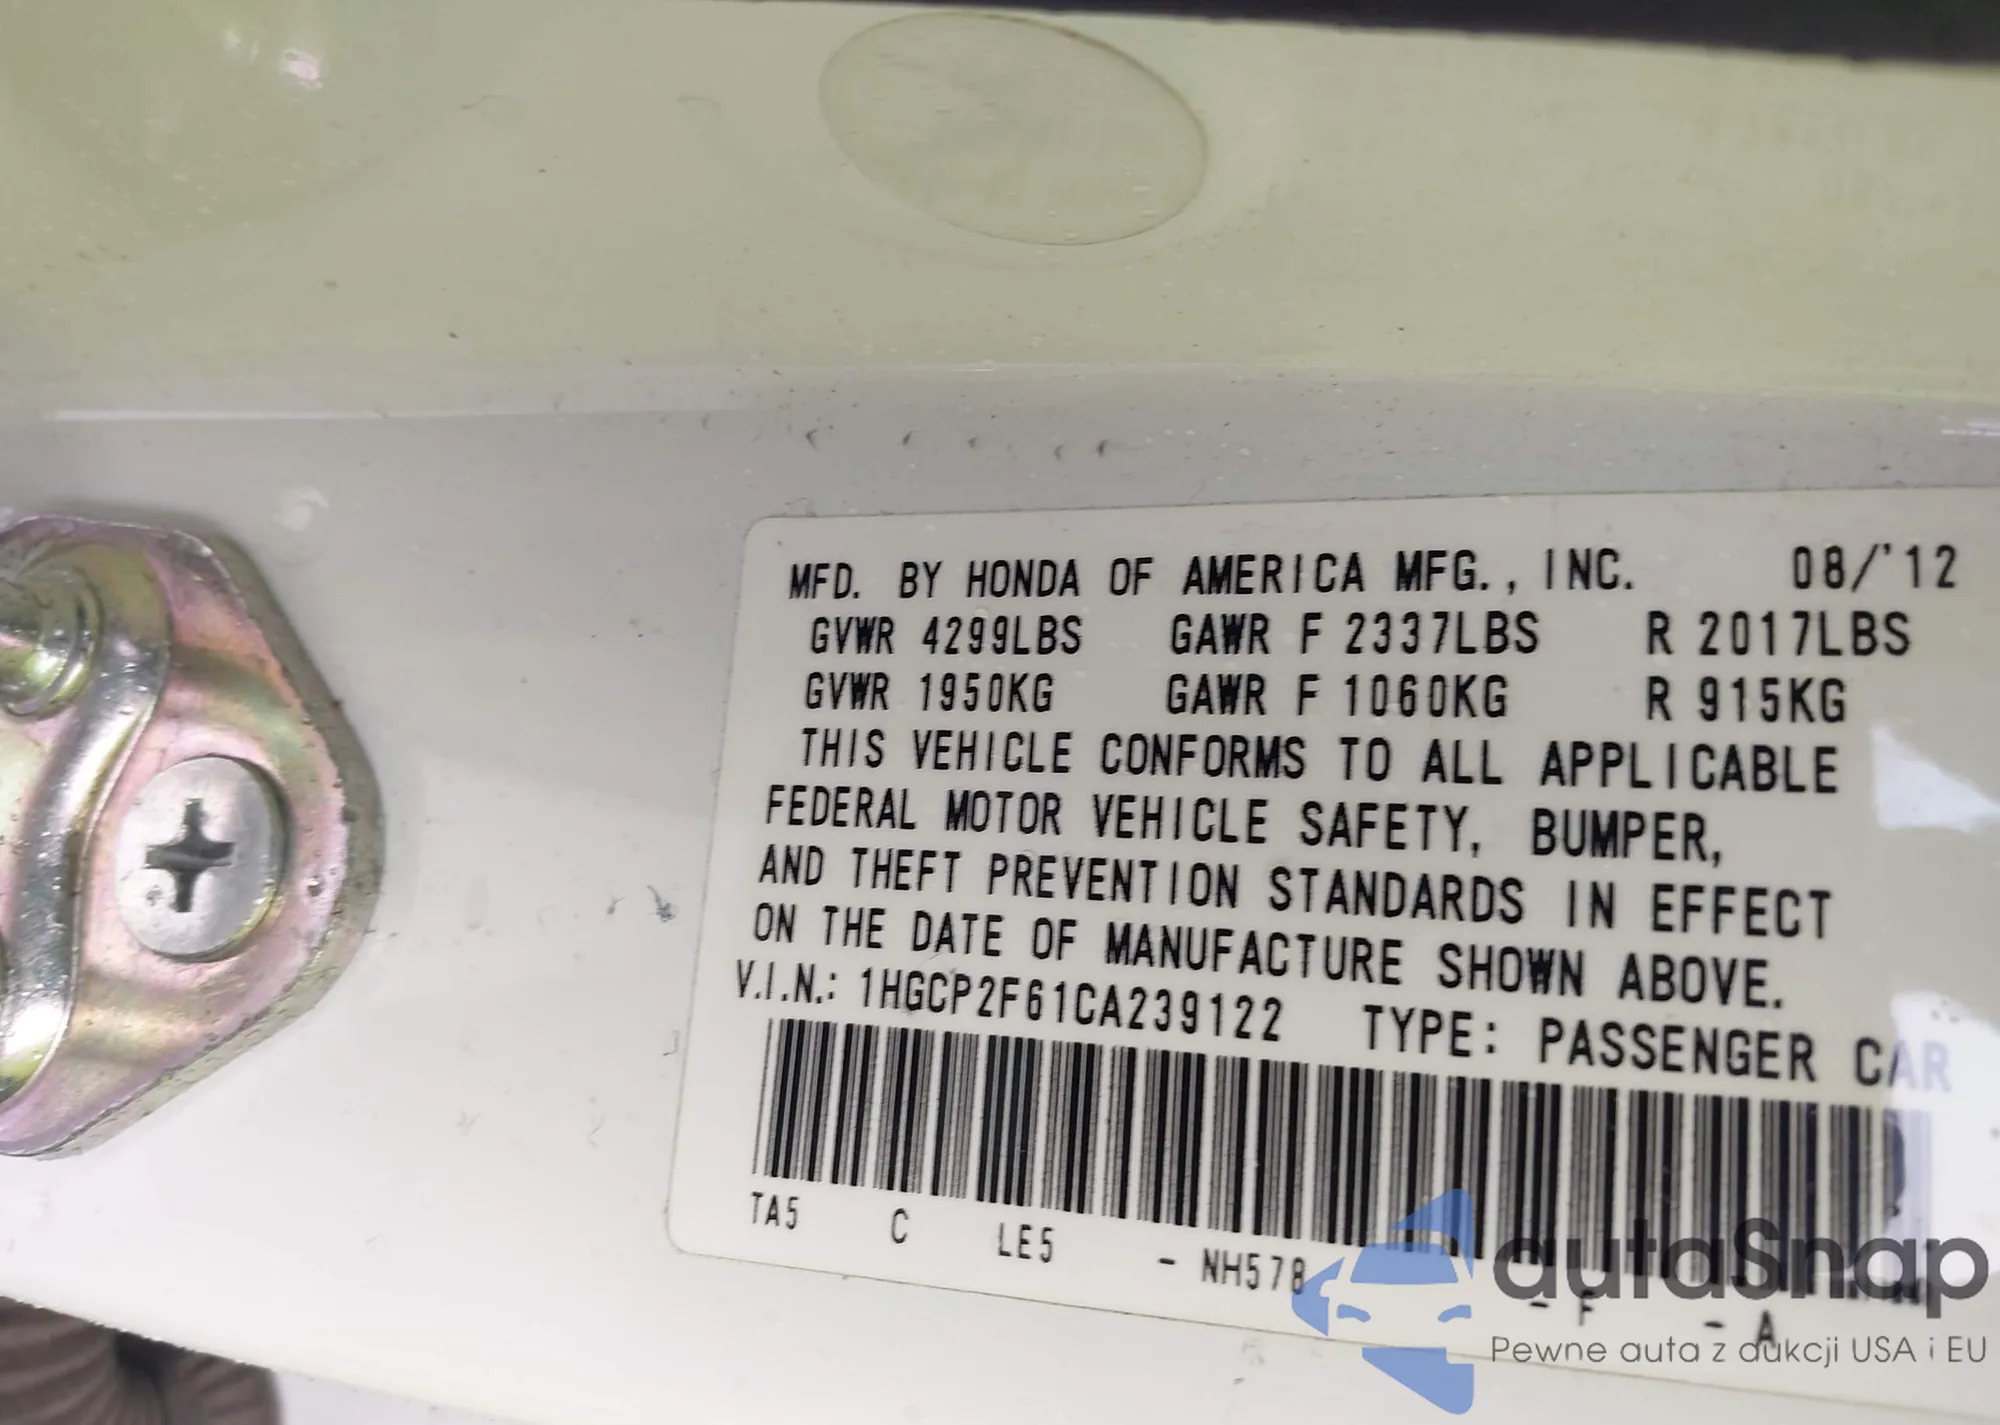 MFD. BY HONDA OF AMERICA MFG., INC. 08/'12
GVWR 4299LBS GAWR F 2337LBS R 2017LBS
GVWR 1950KG GAWR F 1060KG R 915KG
THIS VEHICLE CONFORMS TO ALL APPLICABLE
FEDERAL MOTOR VEHICLE SAFETY, BUMPER,
AND THEFT PREVENTION STANDARDS IN EFFECT
ON THE DATE OF MANUFACTURE SHOWN ABOVE.
V.I.N.: 1HGCP2F61CA239122 TYPE: PASSENGER CAR
TA5 C LE5 - NH578 - F - A
autaSnap
Pewne auta z aukcji USA i EU